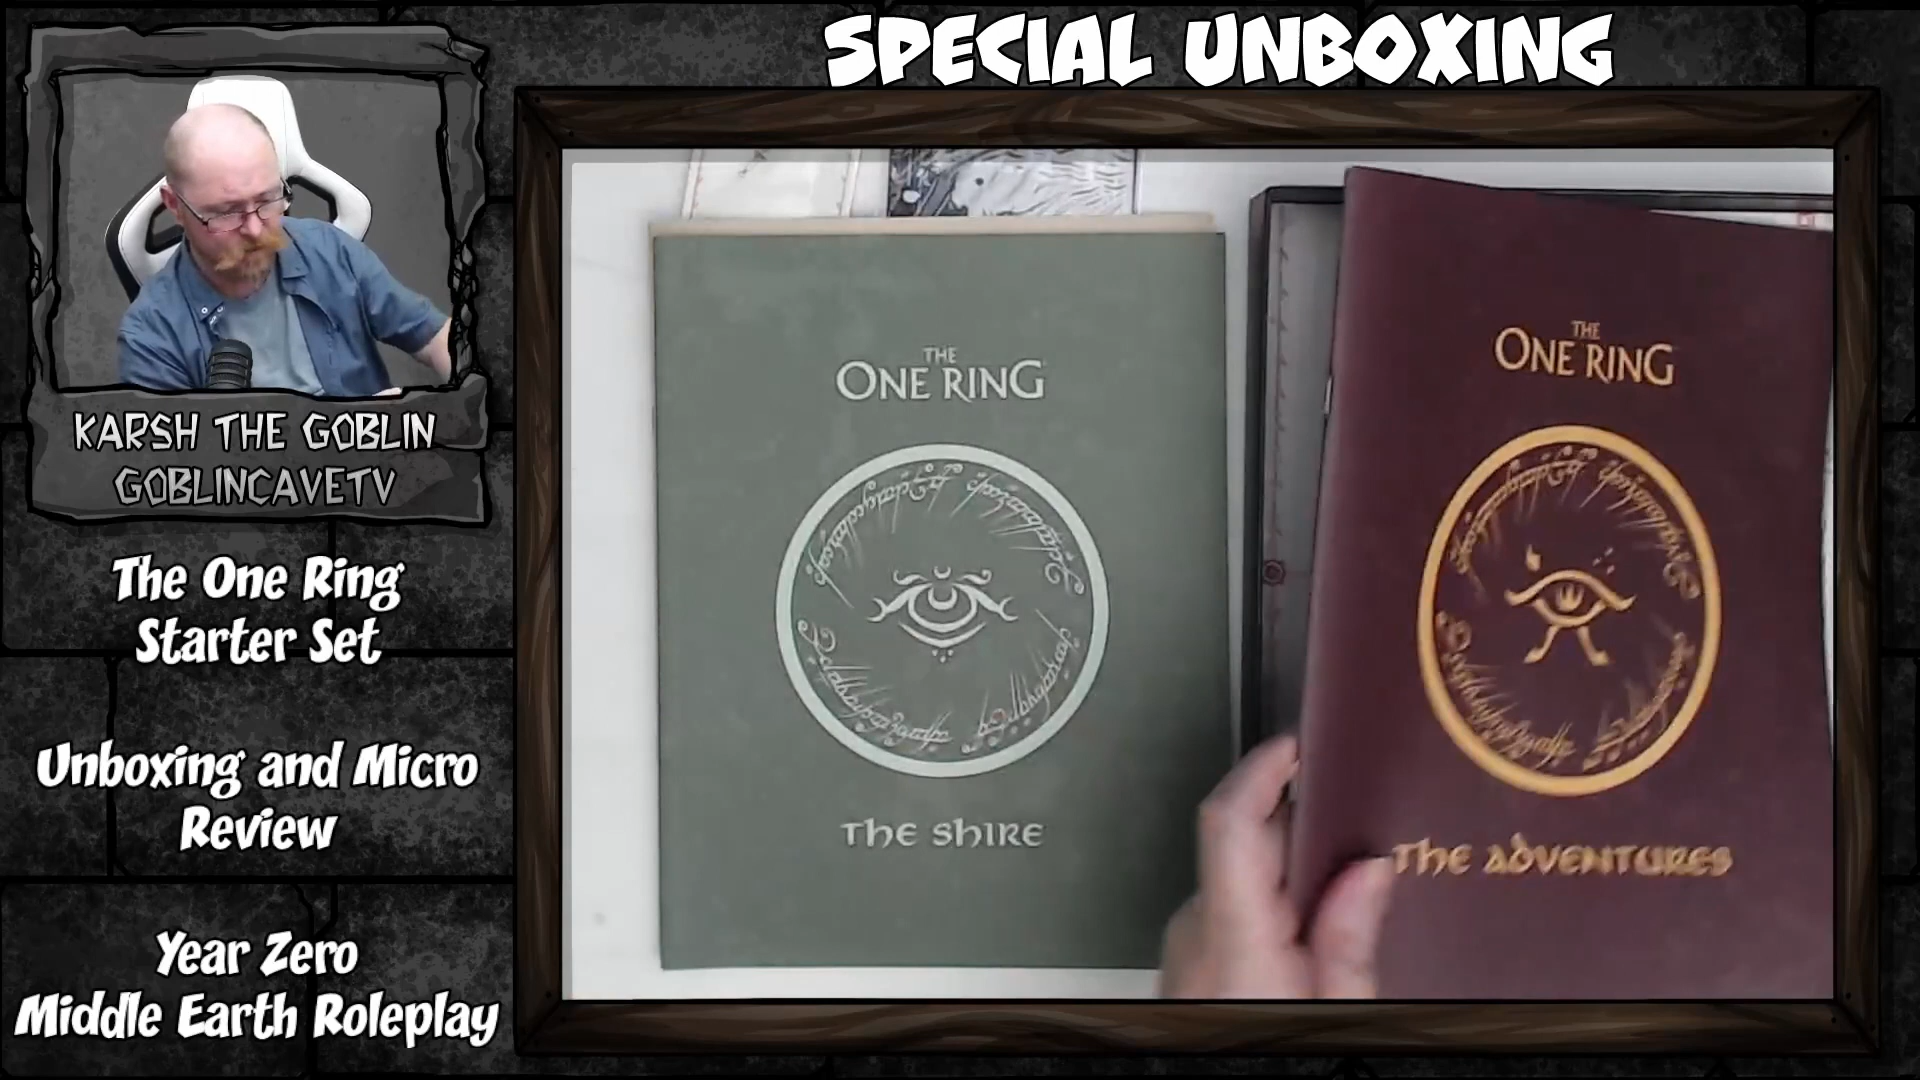 SPECIAL UNBOXING
KARSH THE GOBLIN
GOBLINCAVETV
The One Ring
Starter Set
Unboxing and Micro
Review
Year Zero
Middle Earth Roleplay
THE
ONE RING
THE SHIRE
THE
ONE RING
THE ADVENTURES